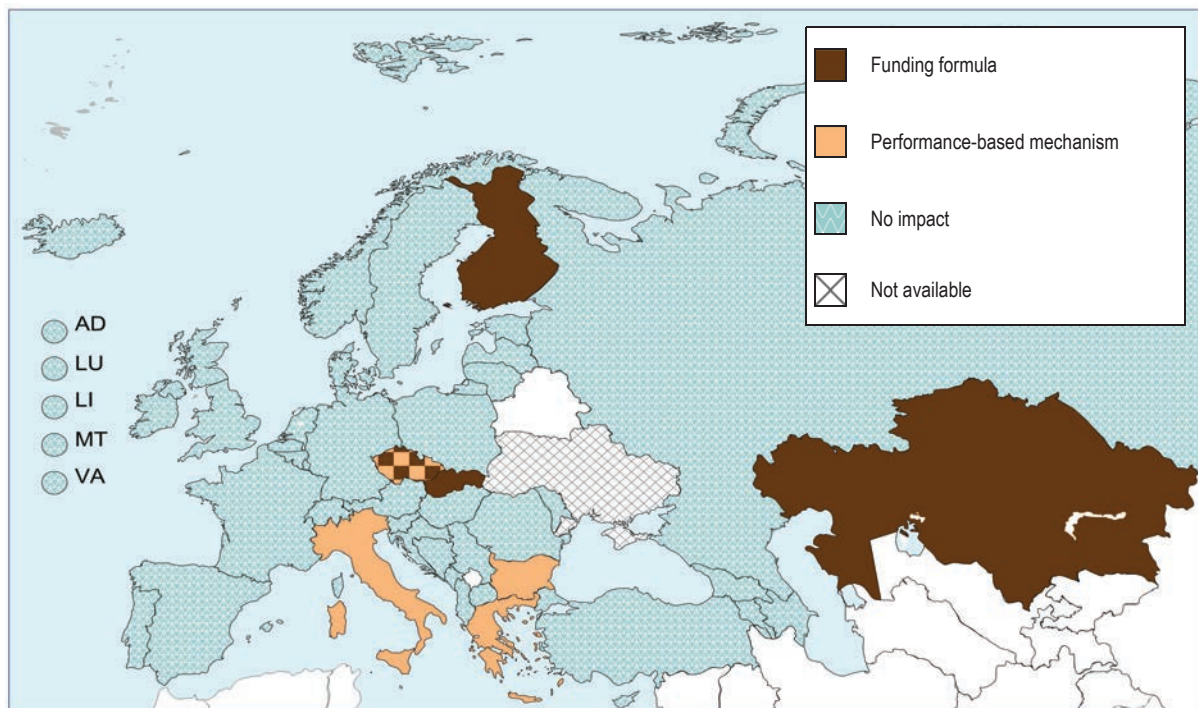 Funding formula
Performance-based mechanism
No impact
Not available
AD
LU
LI
MT
VA